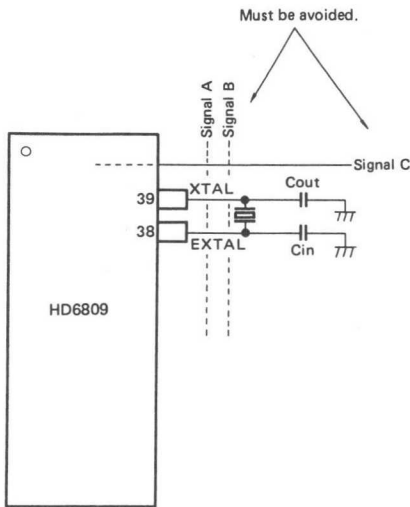 Must be avoided.
Signal A
Signal B
Signal C
39
XTAL
Cout
38
EXTAL
Cin
HD6809